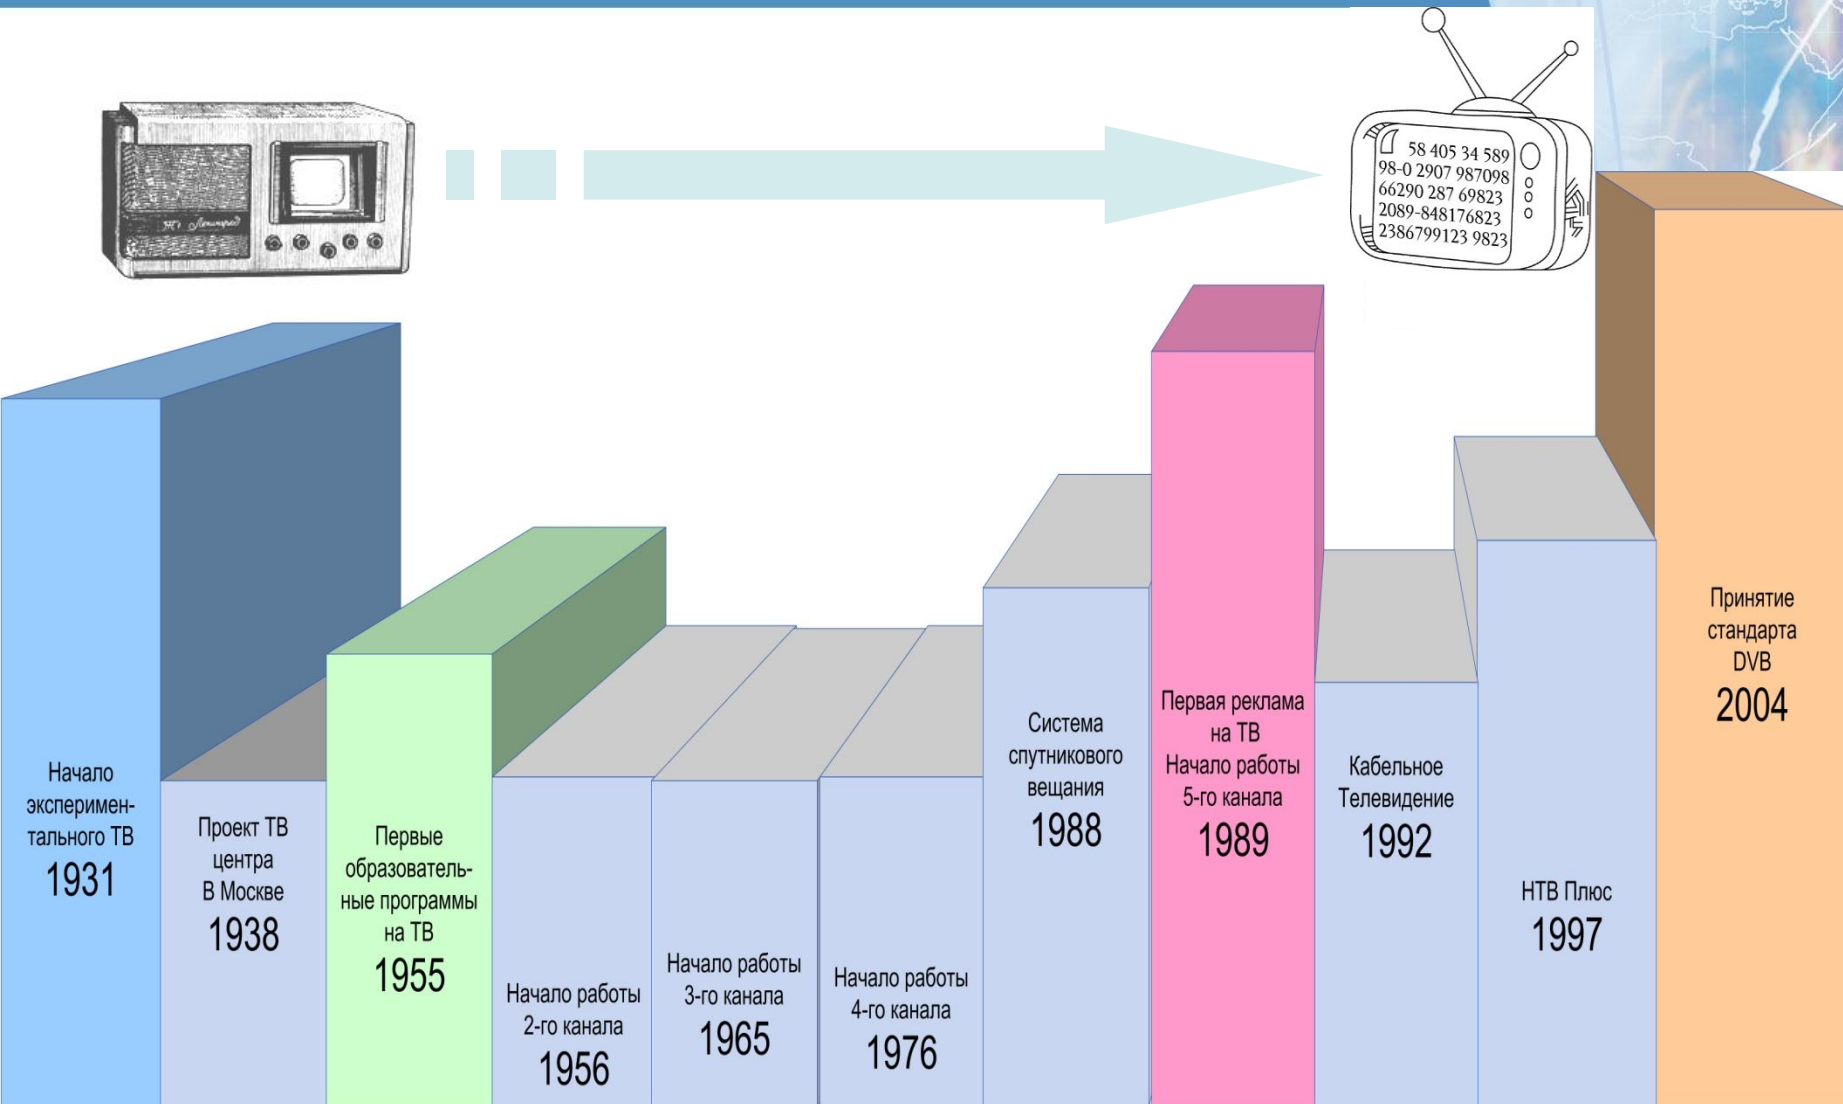 ТЛ Ленинград
58 405 34 589
98-0 2907 987098
66290 287 69823
2089-848176823
2386799123 9823
Начало
эксперимен-
тального ТВ
1931
Проект ТВ
центра
В Москве
1938
Первые
образователь-
ные программы
на ТВ
1955
Начало работы
2-го канала
1956
Начало работы
3-го канала
1965
Начало работы
4-го канала
1976
Система
спутникового
вещания
1988
Первая реклама
на ТВ
Начало работы
5-го канала
1989
Кабельное
Телевидение
1992
НТВ Плюс
1997
Принятие
стандарта
DVB
2004